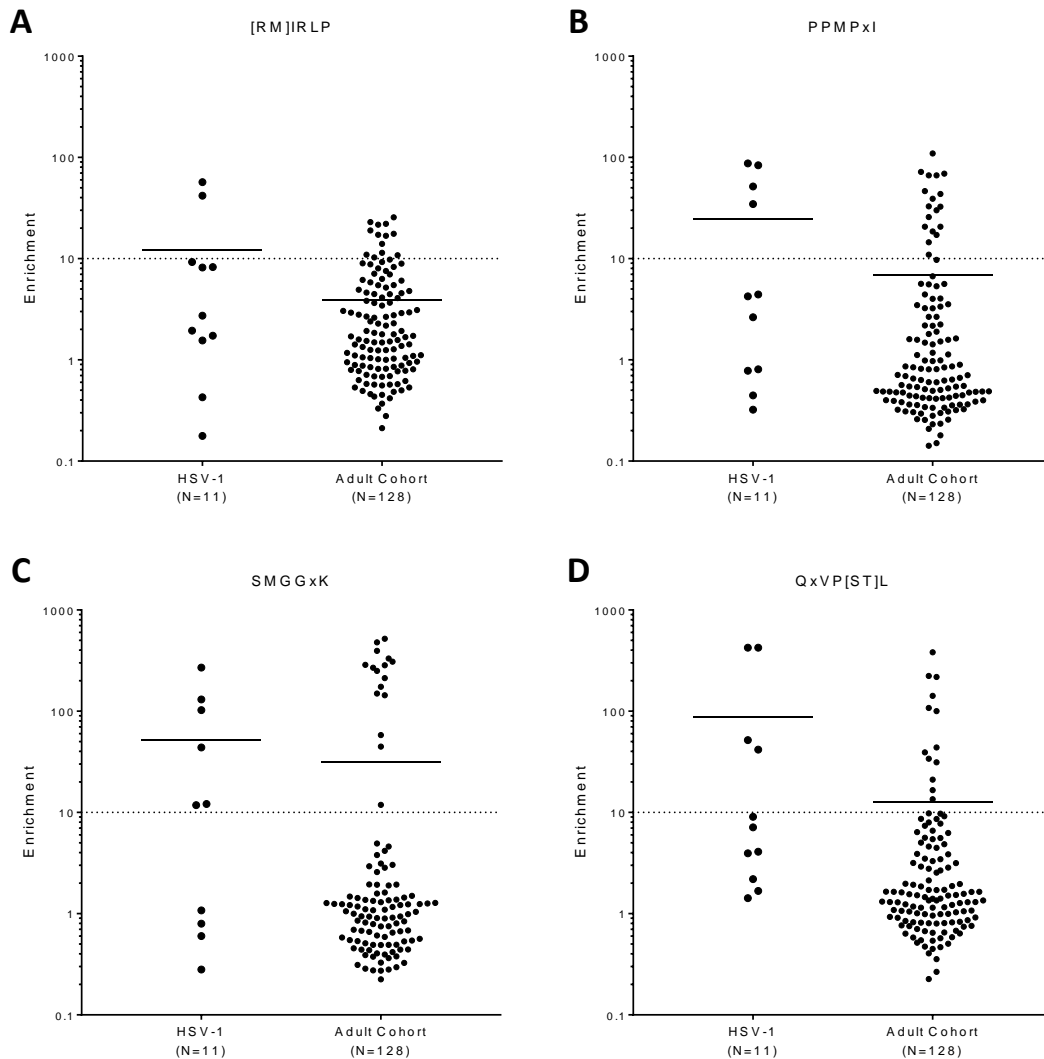 A
[RM]IRLP
1000
100
10
1
0.1
Enrichment
HSV-1
(N=11)
Adult Cohort
(N=128)
B
PPMPxI
1000
100
10
1
0.1
Enrichment
HSV-1
(N=11)
Adult Cohort
(N=128)
C
SMGGxK
1000
100
10
1
0.1
Enrichment
HSV-1
(N=11)
Adult Cohort
(N=128)
D
QxVP[ST]L
1000
100
10
1
0.1
Enrichment
HSV-1
(N=11)
Adult Cohort
(N=128)